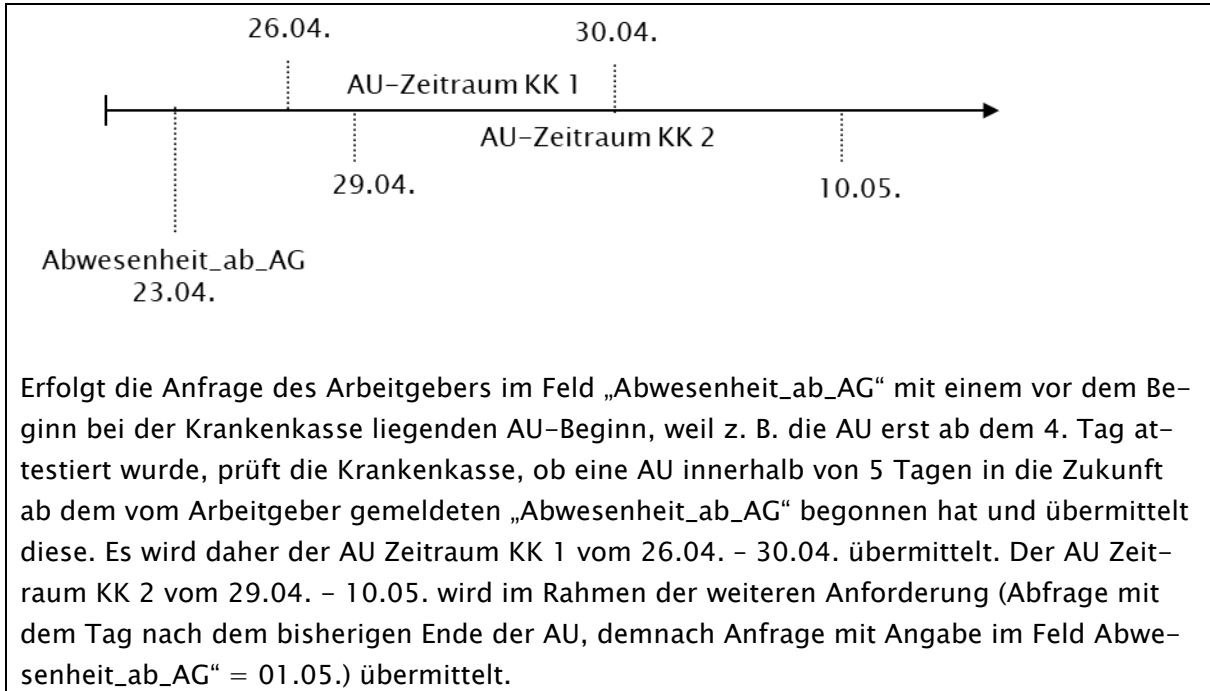 26.04. 30.04.
AU-Zeitraum KK 1
AU-Zeitraum KK 2
29.04. 10.05.
Abwesenheit_ab_AG
23.04.
Erfolgt die Anfrage des Arbeitgebers im Feld „Abwesenheit_ab_AG“ mit einem vor dem Be-
ginn bei der Krankenkasse liegenden AU-Beginn, weil z. B. die AU erst ab dem 4. Tag at-
testiert wurde, prüft die Krankenkasse, ob eine AU innerhalb von 5 Tagen in die Zukunft
ab dem vom Arbeitgeber gemeldeten „Abwesenheit_ab_AG“ begonnen hat und übermittelt
diese. Es wird daher der AU Zeitraum KK 1 vom 26.04. – 30.04. übermittelt. Der AU Zeit-
raum KK 2 vom 29.04. – 10.05. wird im Rahmen der weiteren Anforderung (Abfrage mit
dem Tag nach dem bisherigen Ende der AU, demnach Anfrage mit Angabe im Feld Abwe-
senheit_ab_AG“ = 01.05.) übermittelt.